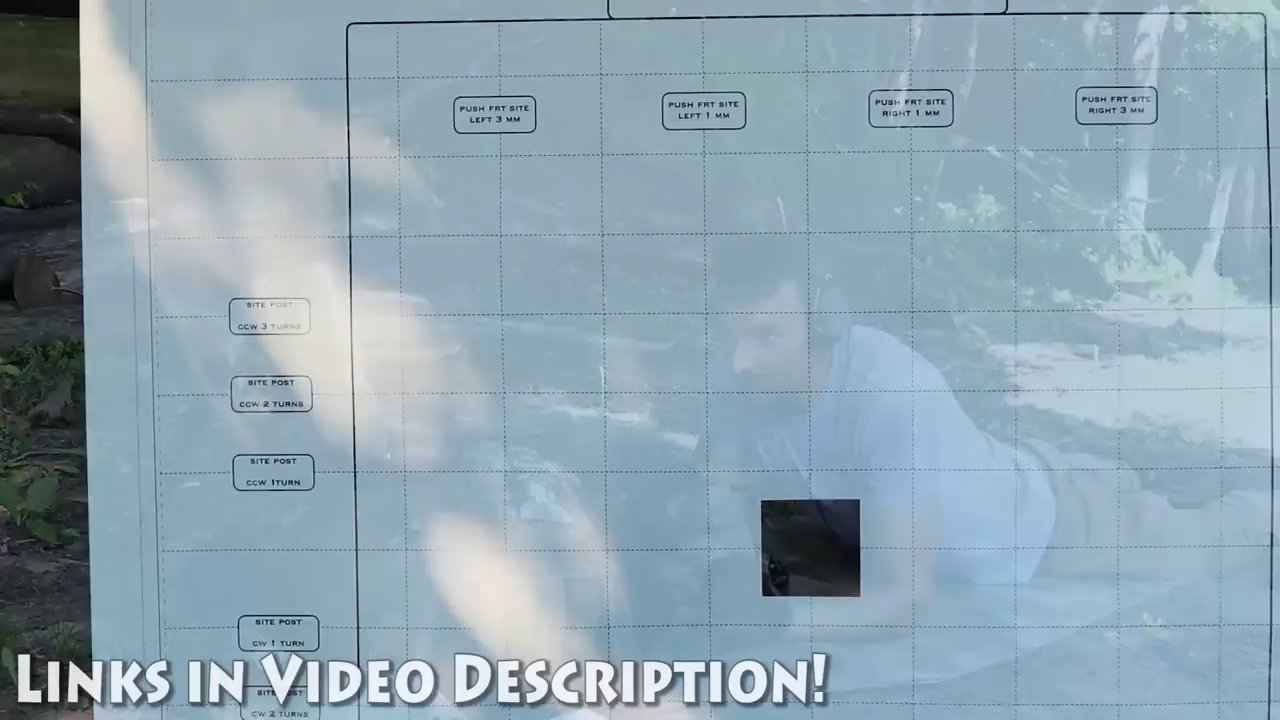 PUSH FRT SITE
LEFT 3 MM
PUSH FRT SITE
LEFT 1 MM
PUSH FRT SITE
RIGHT 1 MM
PUSH FRT SITE
RIGHT 3 MM
SITE POST
CCW 3 TURNS
SITE POST
CCW 2 TURNS
SITE POST
CCW 1TURN
SITE POST
CW 1 TURN
SITE POST
CW 2 TURNS
LINKS IN VIDEO DESCRIPTION!